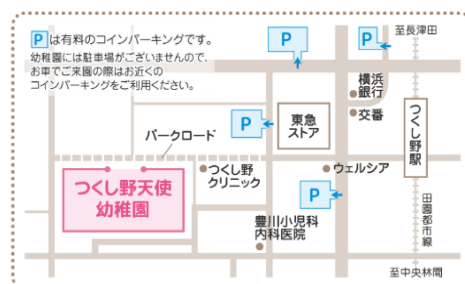 Pは有料のコインパーキングです。
幼稚園には駐車場がございませんので、
お車でご来園の際はお近くの
コインパーキングをご利用ください。
P
P
至長津田
横浜
銀行
交番
つくし野駅
P
東急
ストア
パークロード
つくし野
クリニック
ウェルシア
つくし野天使
幼稚園
P
豊川小児科
内科医院
田園都市線
至中央林間